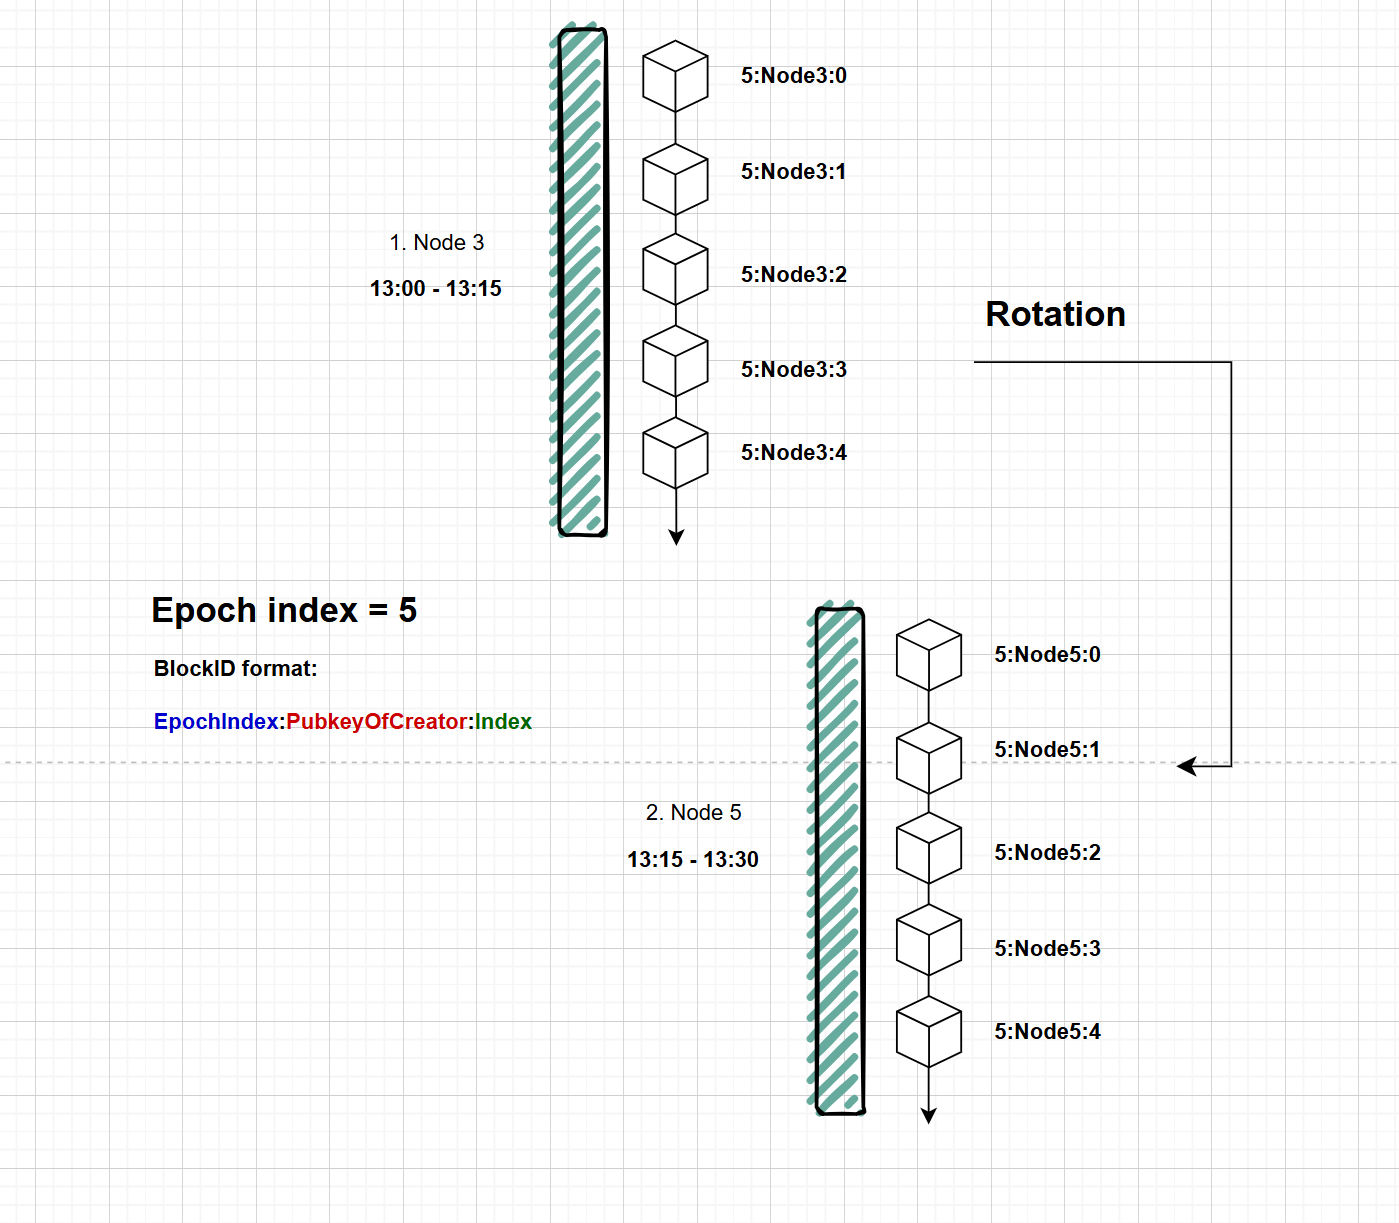 5:Node3:0
5:Node3:1
1. Node 3
13:00 - 13:15
5:Node3:2
Rotation
5:Node3:3
5:Node3:4
Epoch index = 5
BlockID format:
EpochIndex:PubkeyOfCreator:Index
5:Node5:0
5:Node5:1
2. Node 5
13:15 - 13:30
5:Node5:2
5:Node5:3
5:Node5:4